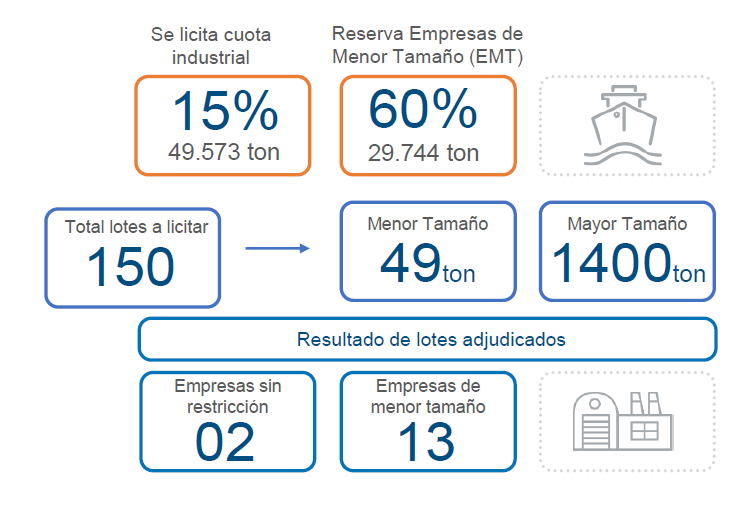 Se licita cuota
industrial
15%
49.573 ton
Reserva Empresas de
Menor Tamaño (EMT)
60%
29.744 ton
Total lotes a licitar
150
Menor Tamaño
49ton
Mayor Tamaño
1400ton
Resultado de lotes adjudicados
Empresas sin
restricción
02
Empresas de
menor tamaño
13